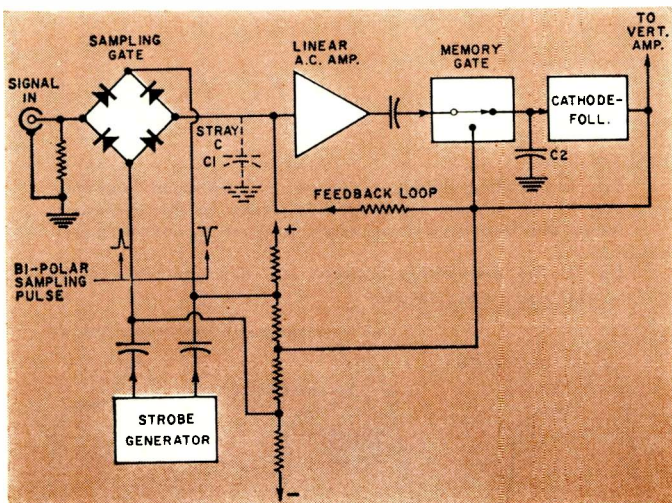 SAMPLING
GATE
SIGNAL
IN
LINEAR
A.C. AMP.
MEMORY
GATE
TO
VERT.
AMP.
CATHODE-
FOLL.
STRAY
C
C1
C2
FEEDBACK LOOP
+
BI-POLAR
SAMPLING
PULSE
STROBE
GENERATOR
-